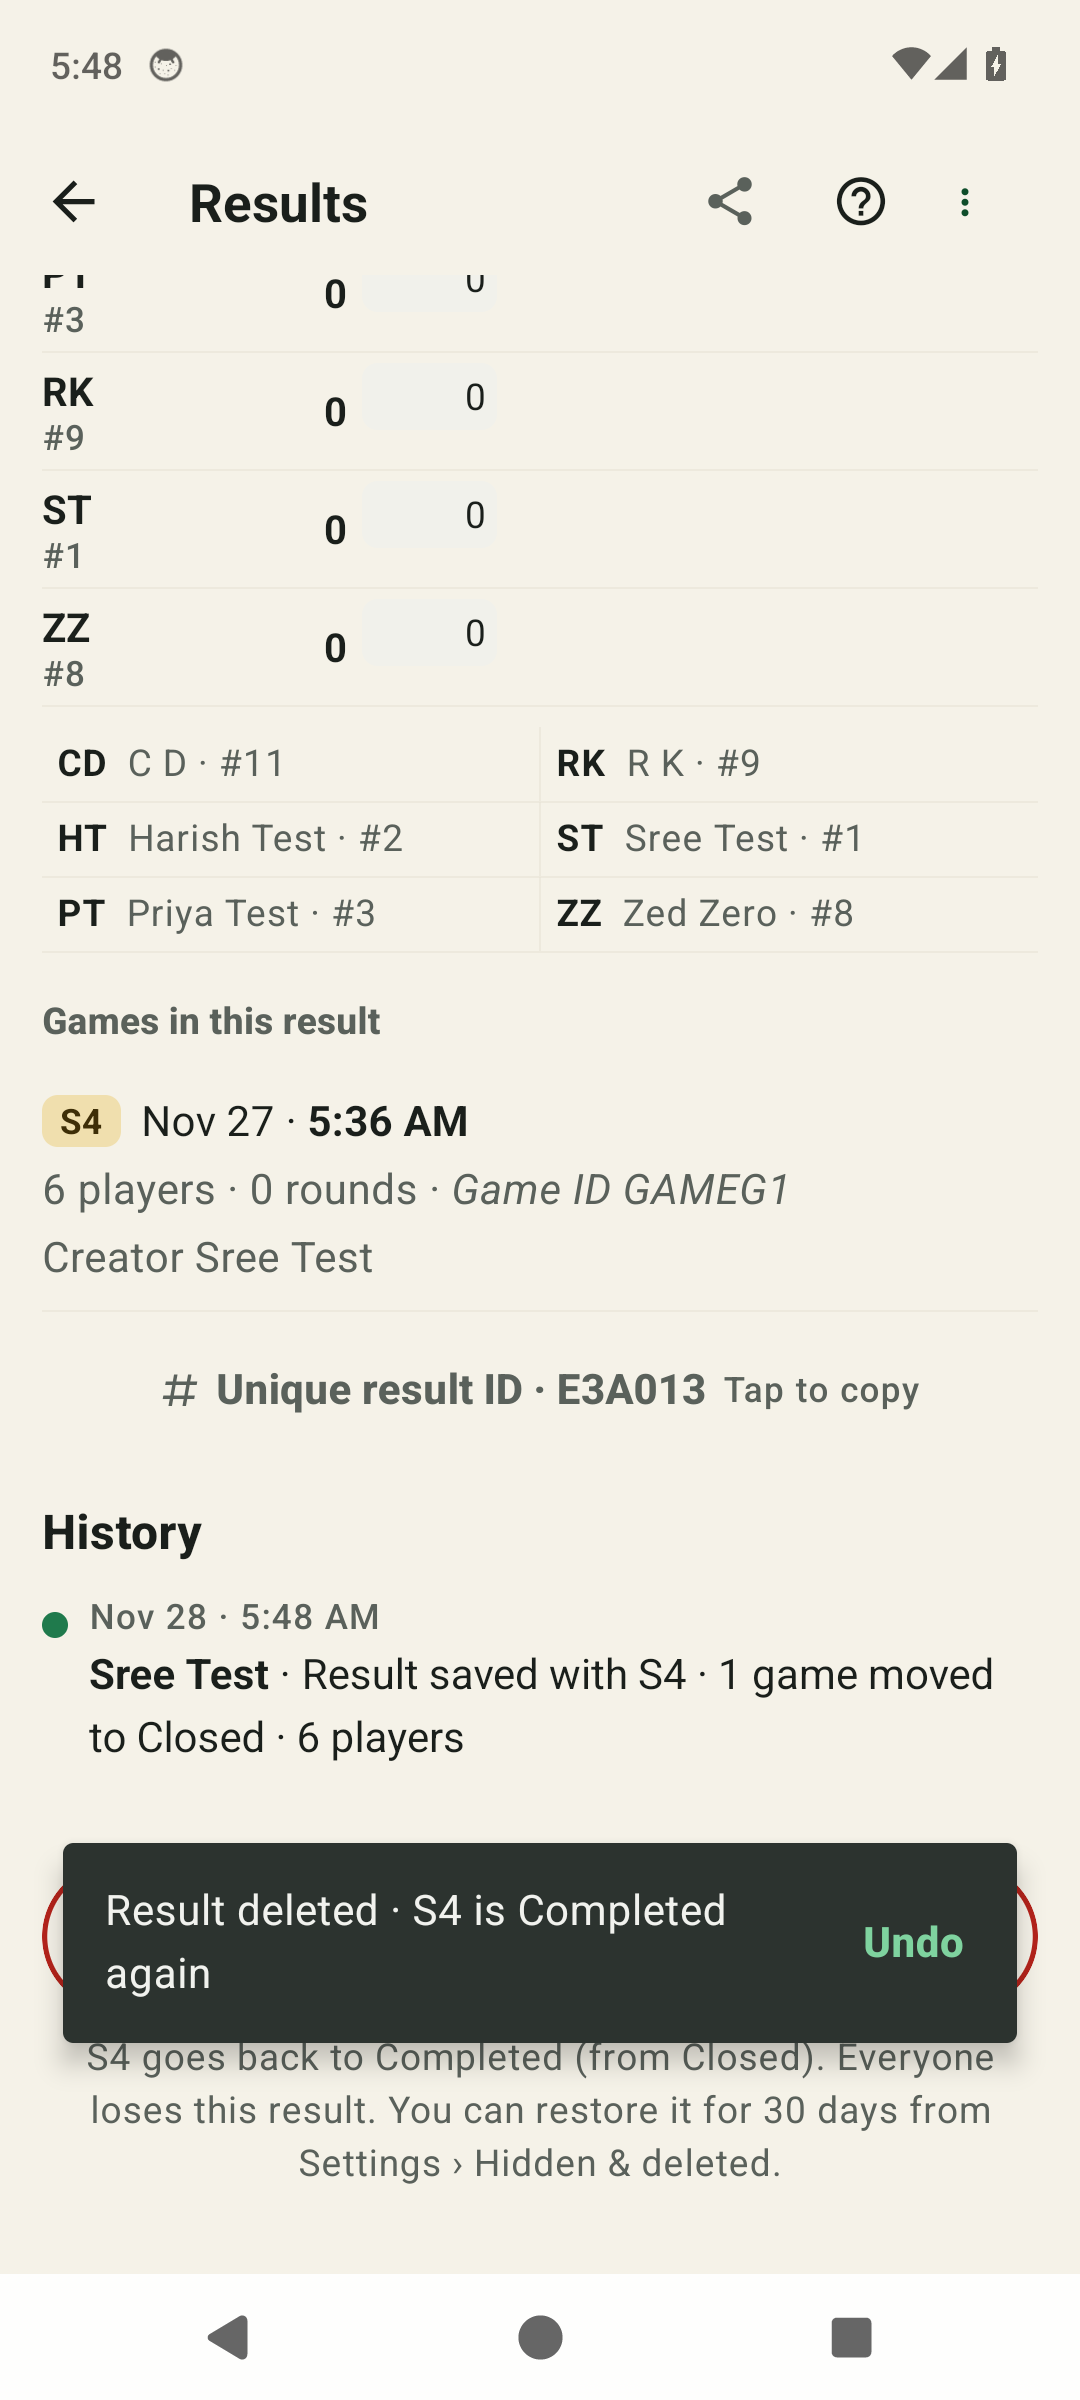 5:48
Results
PT 0 0
#3
RK 0 0
#9
ST 0 0
#1
ZZ 0 0
#8
CD C D · #11 RK R K · #9
HT Harish Test · #2 ST Sree Test · #1
PT Priya Test · #3 ZZ Zed Zero · #8
Games in this result
S4 Nov 27 · 5:36 AM
6 players · 0 rounds · Game ID GAMEG1
Creator Sree Test
# Unique result ID · E3A013 Tap to copy
History
Nov 28 · 5:48 AM
Sree Test · Result saved with S4 · 1 game moved
to Closed · 6 players
Result deleted · S4 is Completed
again
Undo
S4 goes back to Completed (from Closed). Everyone
loses this result. You can restore it for 30 days from
Settings › Hidden & deleted.